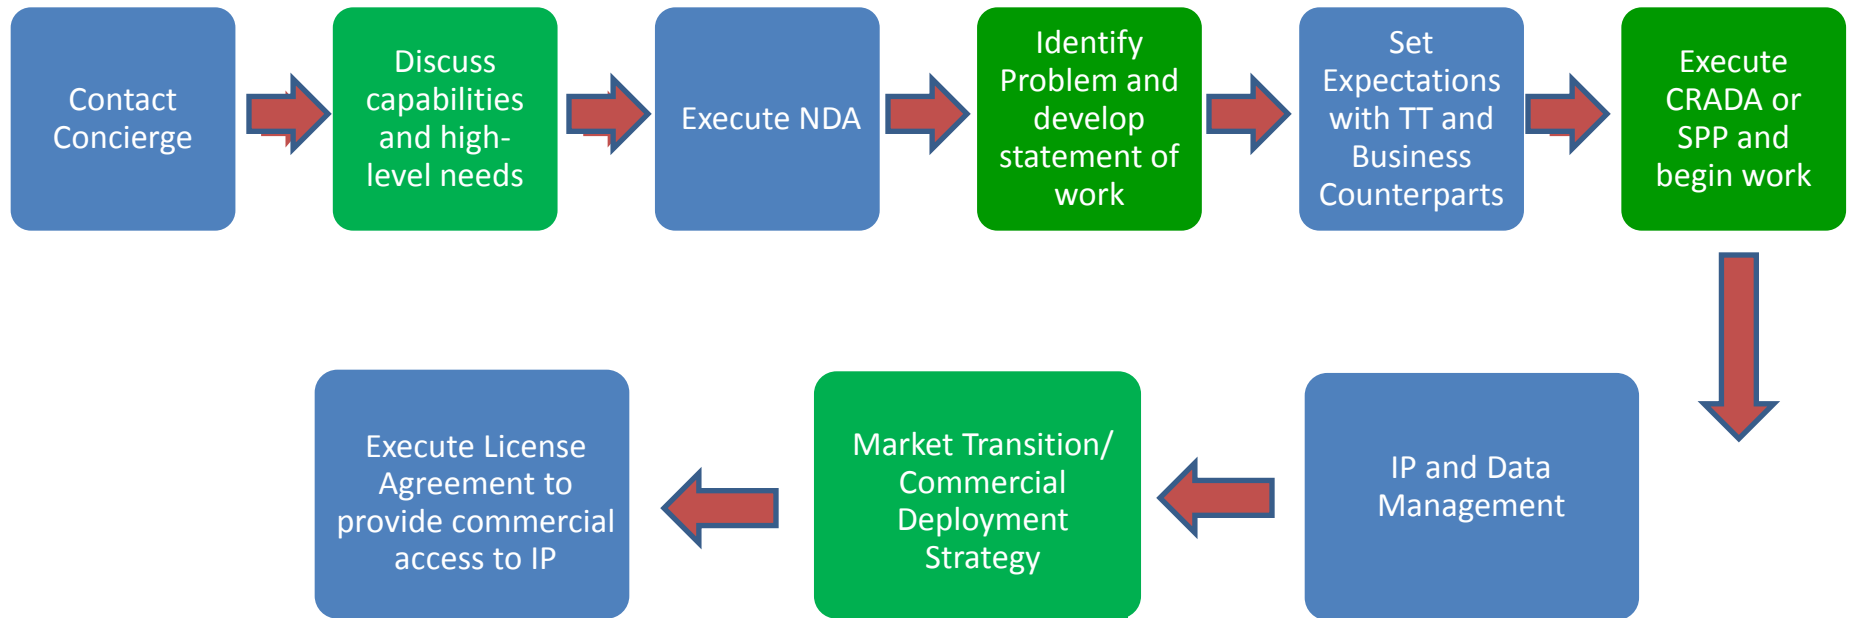 Contact
Concierge
Discuss
capabilities
and high-
level needs
Execute NDA
Identify
Problem and
develop
statement of
work
Set
Expectations
with TT and
Business
Counterparts
Execute
CRADA or
SPP and
begin work
IP and Data
Management
Market Transition/
Commercial
Deployment
Strategy
Execute License
Agreement to
provide commercial
access to IP